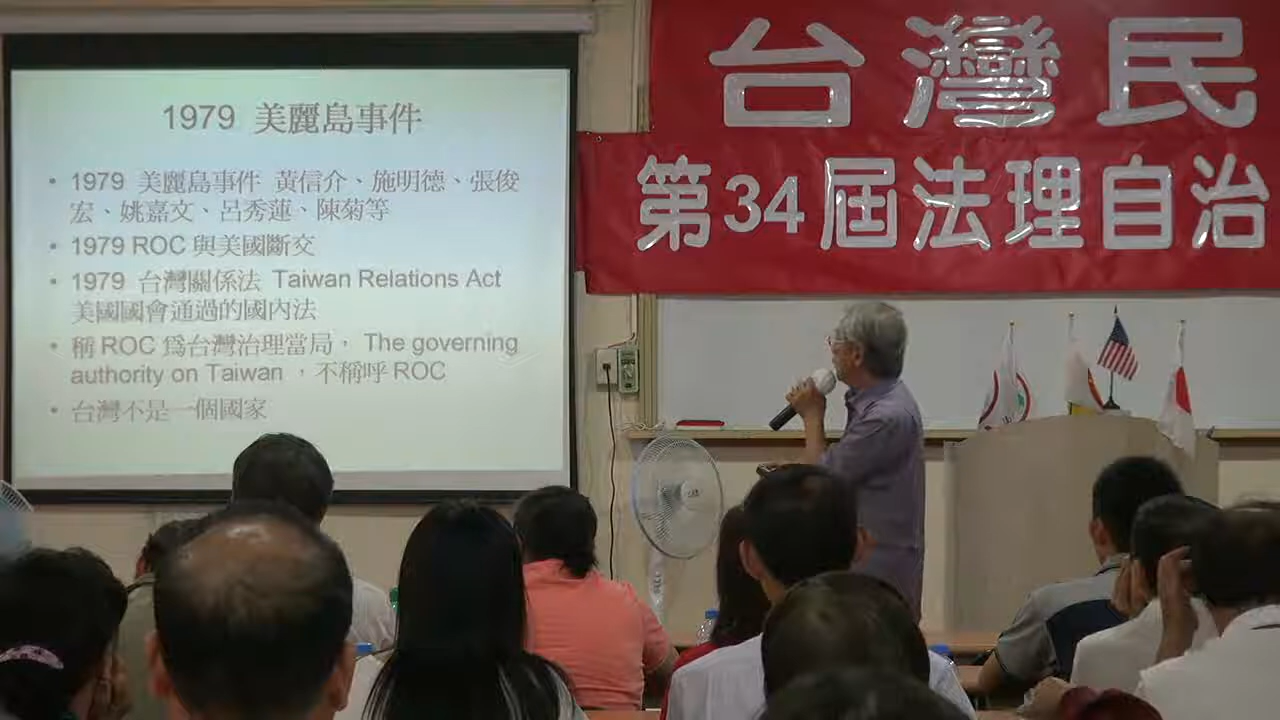 1979 美麗島事件
• 1979 美麗島事件 黃信介、施明德、張俊
宏、姚嘉文、呂秀蓮、陳菊等
• 1979 ROC 與美國斷交
• 1979 台灣關係法 Taiwan Relations Act
美國國會通過的國內法
• 稱 ROC 為台灣治理當局， The governing
authority on Taiwan ，不稱呼 ROC
• 台灣不是一個國家
台灣民
第34屆法理自治